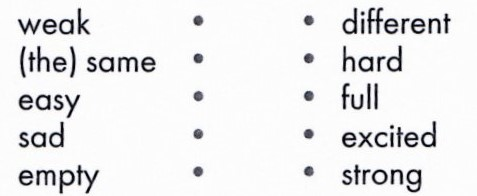 weak • • different
(the) same • • hard
easy • • full
sad • • excited
empty • • strong